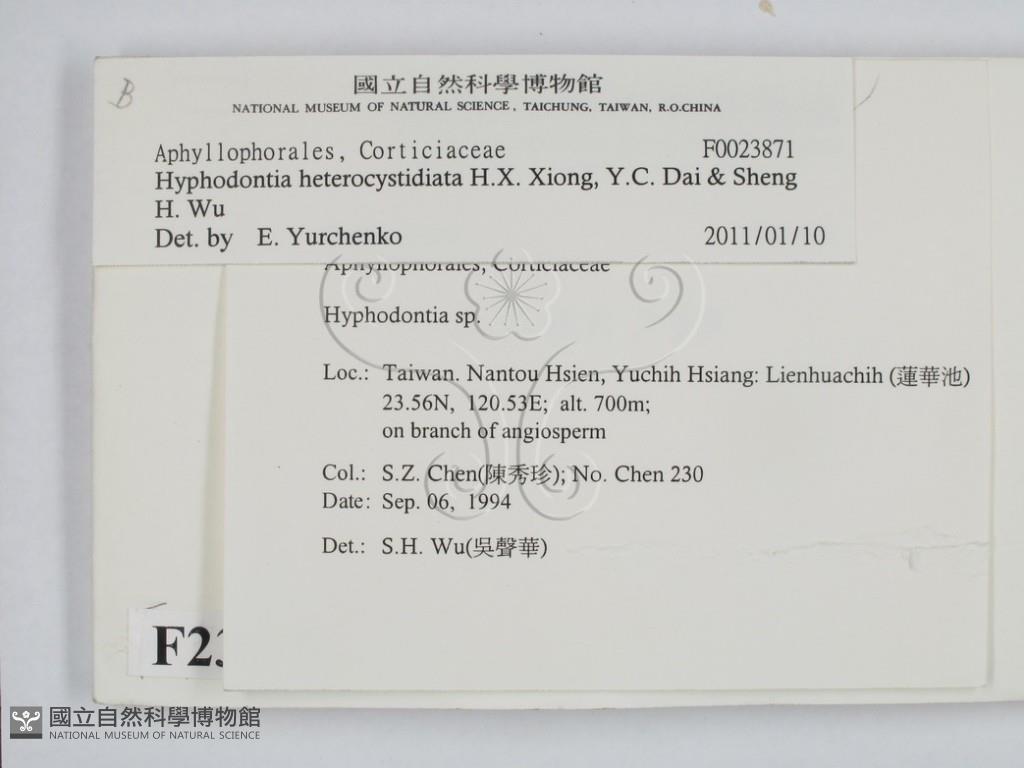 B
國立自然科學博物館
NATIONAL MUSEUM OF NATURAL SCIENCE, TAICHUNG, TAIWAN, R.O.CHINA
Aphyllophorales, Corticiaceae F0023871
Hyphodontia heterocystidiata H.X. Xiong, Y.C. Dai & Sheng
H. Wu
Det. by E. Yurchenko 2011/01/10
Aphyllophorales, Corticiaceae
Hyphodontia sp.
Loc.: Taiwan. Nantou Hsien, Yuchih Hsiang: Lienhuachih (蓮華池)
23.56N, 120.53E; alt. 700m;
on branch of angiosperm
Col.: S.Z. Chen(陳秀珍); No. Chen 230
Date: Sep. 06, 1994
Det.: S.H. Wu(吳聲華)
F23
國立自然科學博物館
NATIONAL MUSEUM OF NATURAL SCIENCE